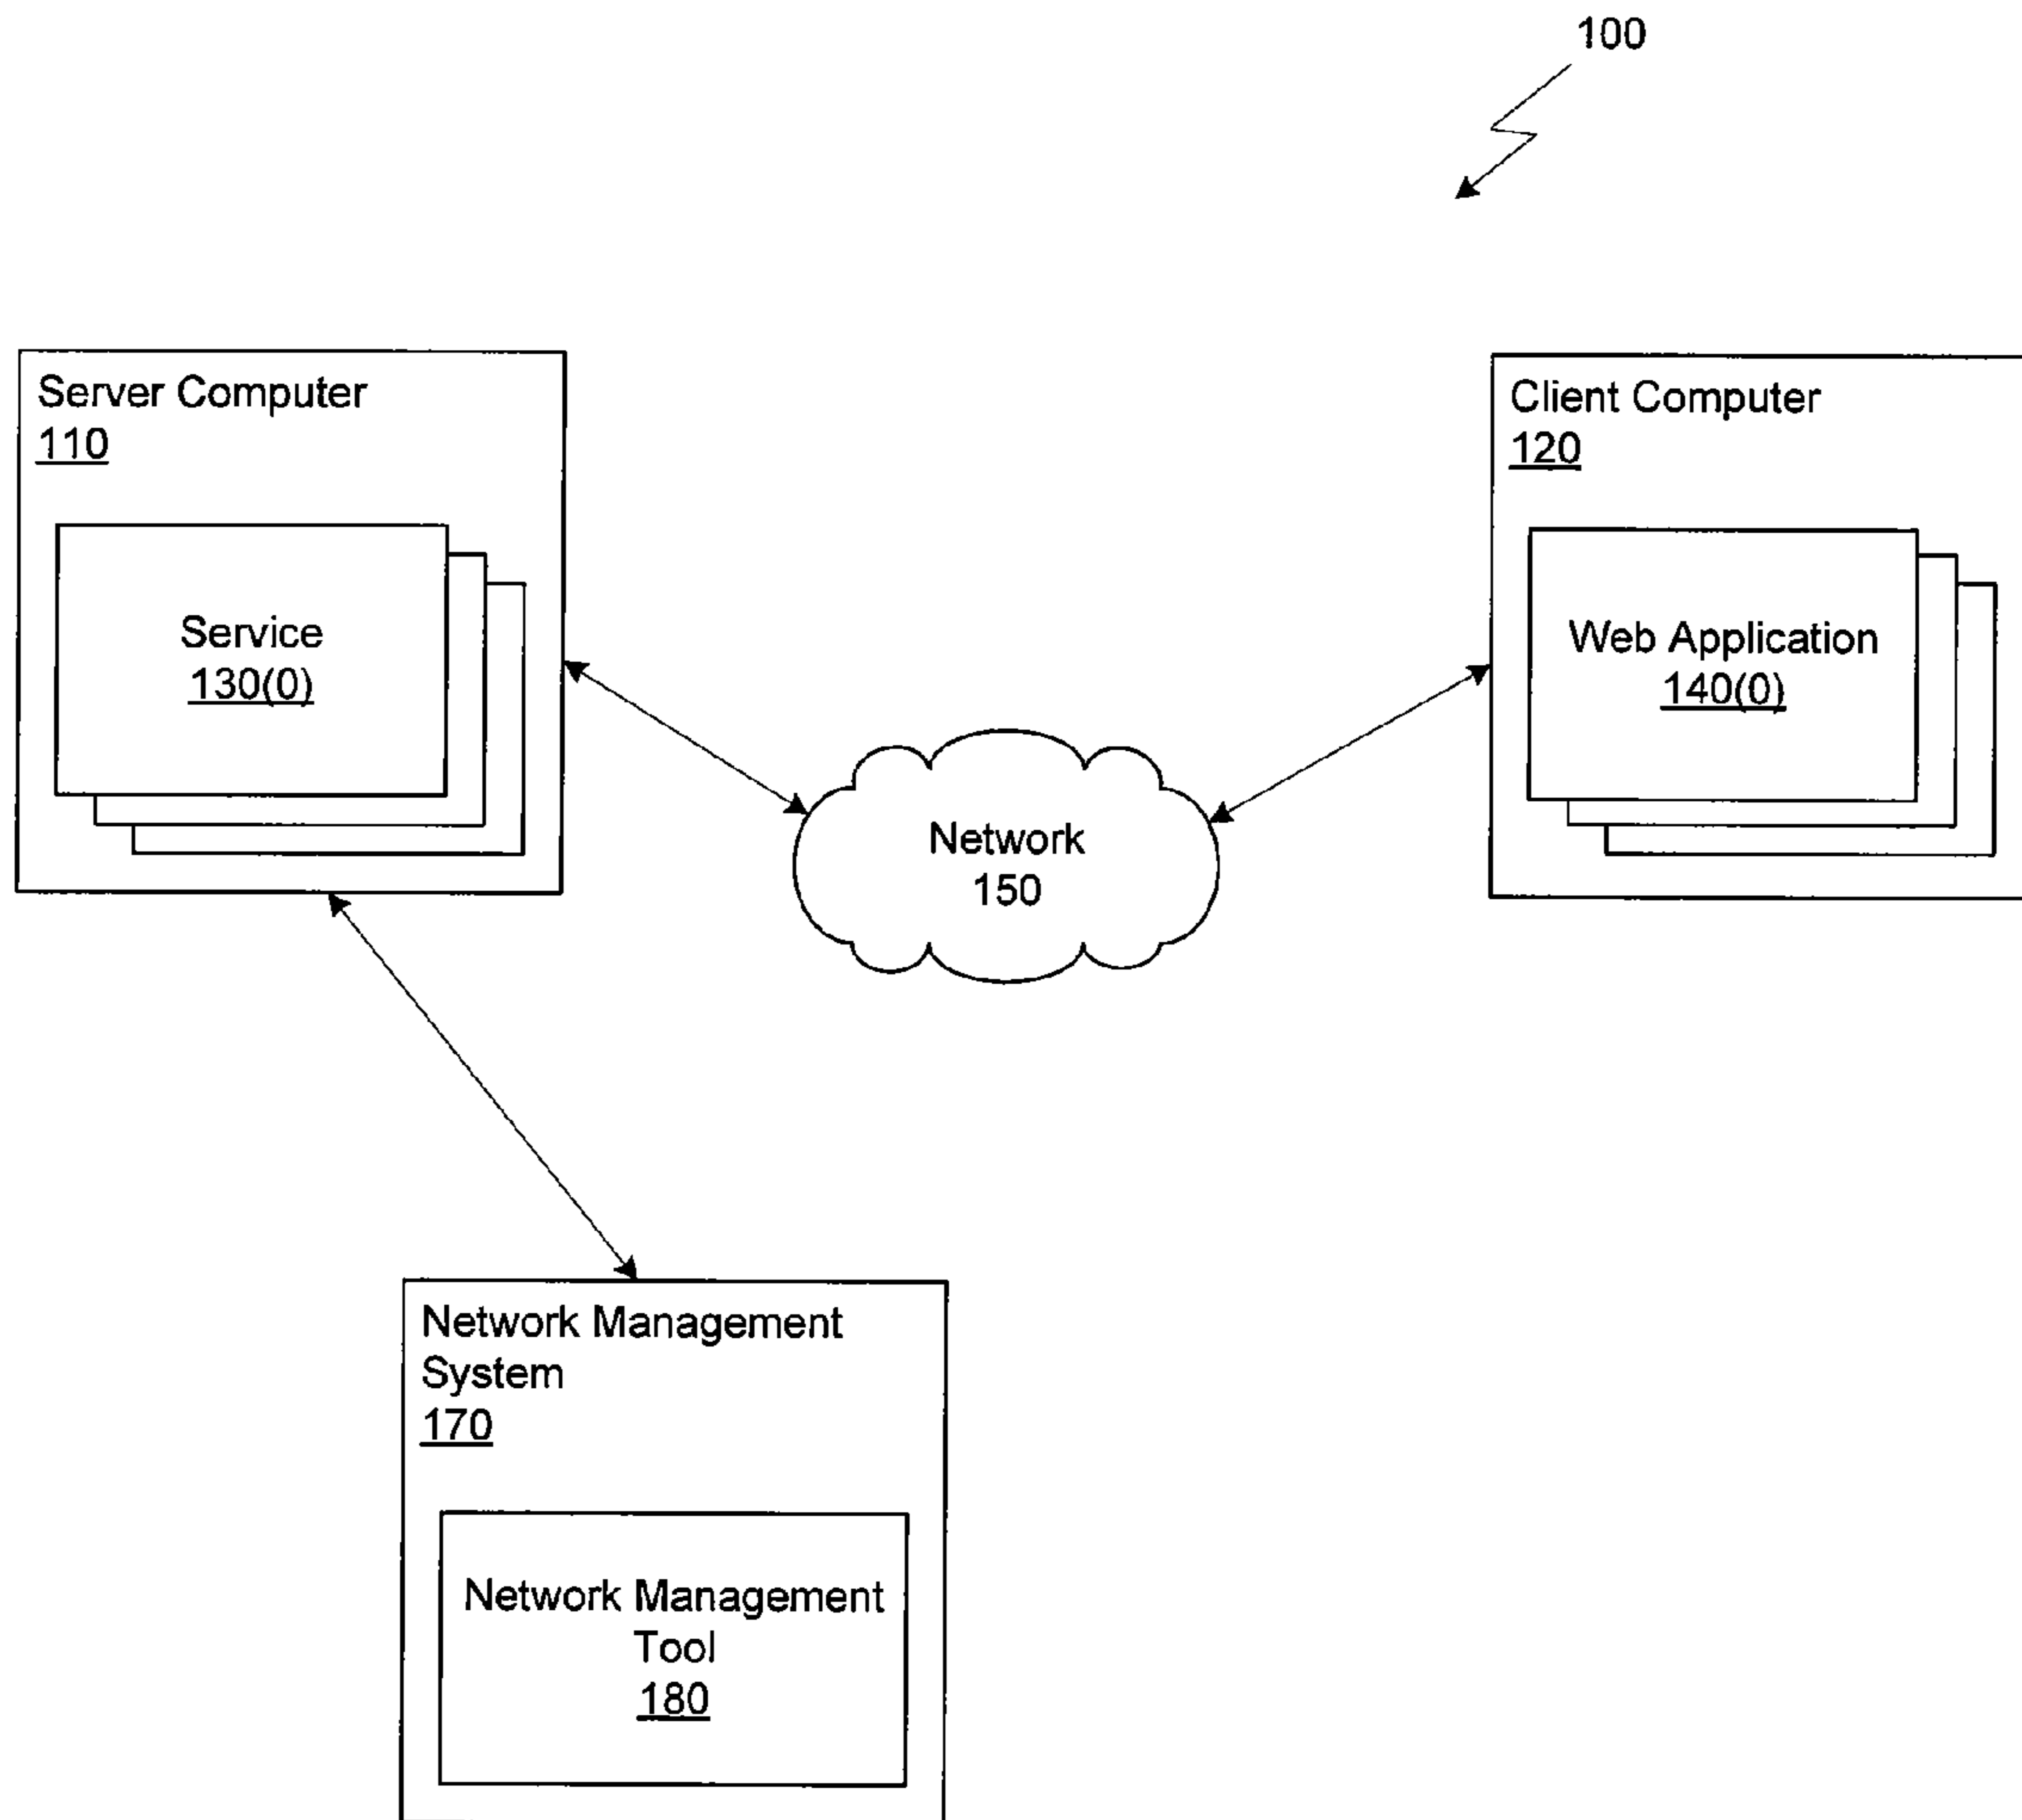 100
Server Computer
110
Service
130(0)
Client Computer
120
Web Application
140(0)
Network
150
Network Management
System
170
Network Management
Tool
180